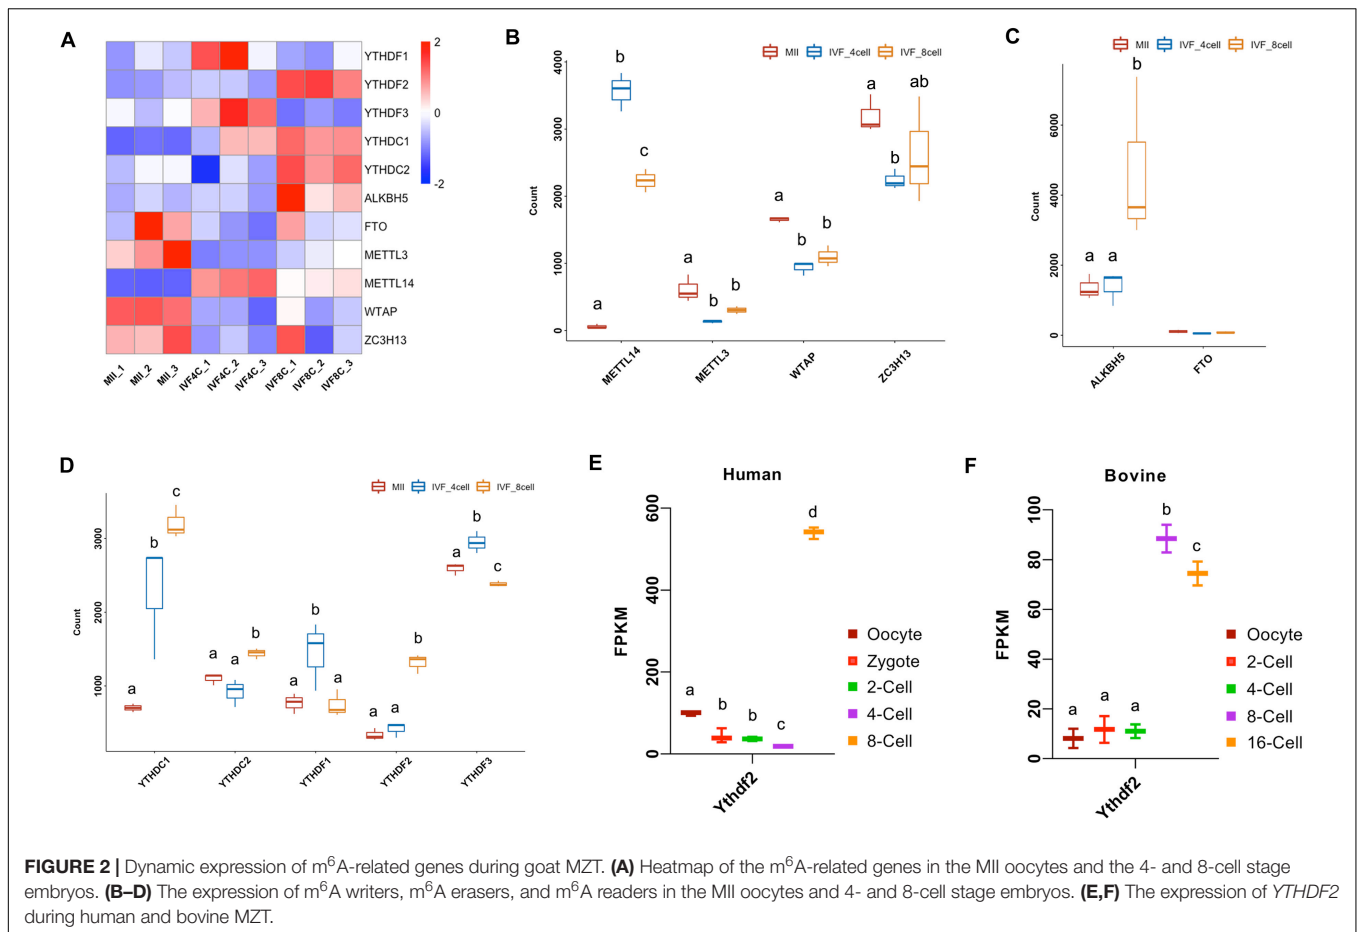 A
YTHDF1
YTHDF2
YTHDF3
YTHDC1
YTHDC2
ALKBH5
FTO
METTL3
METTL14
WTAP
ZC3H13
2
0
-2
MII_1
MII_2
MII_3
IVF4C_1
IVF4C_2
IVF4C_3
IVF8C_1
IVF8C_2
IVF8C_3
B
MII
IVF_4cell
IVF_8cell
Count
4000
3000
2000
1000
0
a
b
c
a
b
b
a
b
b
a
b
ab
METTL14
METTL3
WTAP
ZC3H13
C
MII
IVF_4cell
IVF_8cell
Count
6000
4000
2000
0
a
a
b
ALKBH5
FTO
D
MII
IVF_4cell
IVF_8cell
Count
3000
2000
1000
a
b
c
a
a
b
a
b
a
a
a
b
a
b
c
YTHDC1
YTHDC2
YTHDF1
YTHDF2
YTHDF3
E
Human
FPKM
600
400
200
0
a
b
b
c
d
Ythdf2
Oocyte
Zygote
2-Cell
4-Cell
8-Cell
F
Bovine
FPKM
100
80
60
40
20
0
a
a
a
b
c
Ythdf2
Oocyte
2-Cell
4-Cell
8-Cell
16-Cell
FIGURE 2 | Dynamic expression of m⁶A-related genes during goat MZT. (A) Heatmap of the m⁶A-related genes in the MII oocytes and the 4- and 8-cell stage
embryos. (B–D) The expression of m⁶A writers, m⁶A erasers, and m⁶A readers in the MII oocytes and 4- and 8-cell stage embryos. (E,F) The expression of YTHDF2
during human and bovine MZT.